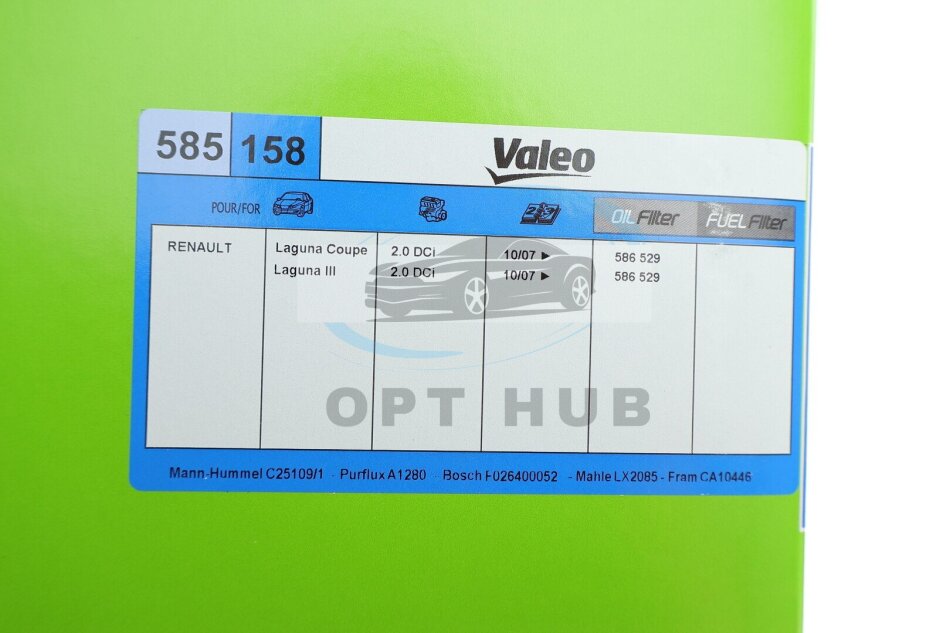 585 158 Valeo
POUR/FOR OIL Filter FUEL Filter
RENAULT Laguna Coupe 2.0 DCi 10/07 ► 586 529
Laguna III 2.0 DCi 10/07 ► 586 529
OPT HUB
Mann-Hummel C25109/1 - Purflux A1280 - Bosch F026400052 - Mahle LX2085 - Fram CA10446